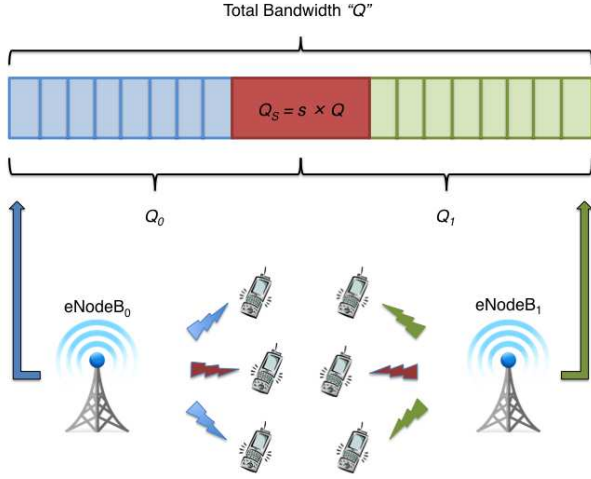 Total Bandwidth “Q”
Q_S = s × Q
Q_0
Q_1
eNodeB_0
eNodeB_1